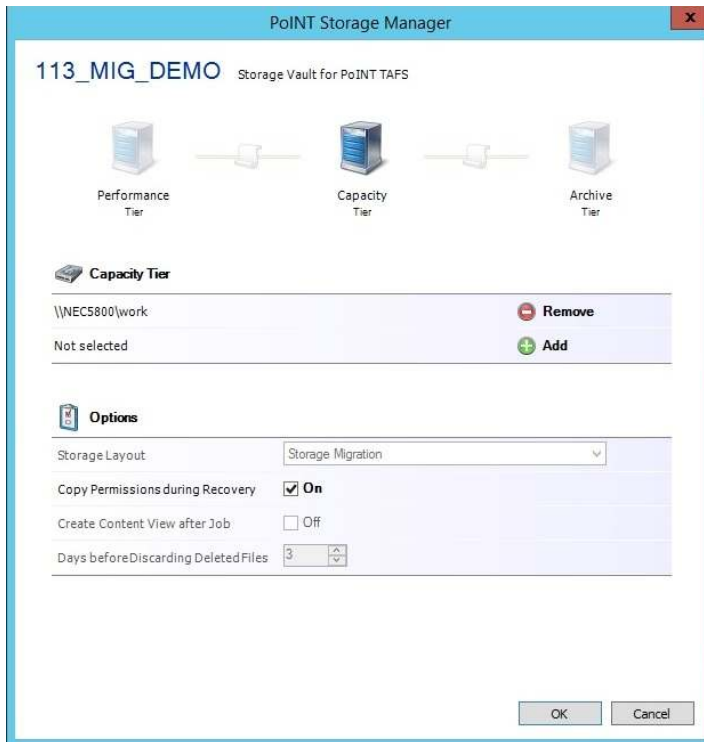 PoINT Storage Manager
x
113_MIG_DEMO Storage Vault for PoINT TAFS
Performance Capacity Archive
Tier Tier Tier
Capacity Tier
\\NEC5800\work Remove
Not selected Add
Options
Storage Layout Storage Migration
Copy Permissions during Recovery On
Create Content View after Job Off
Days before Discarding Deleted Files 3
OK Cancel